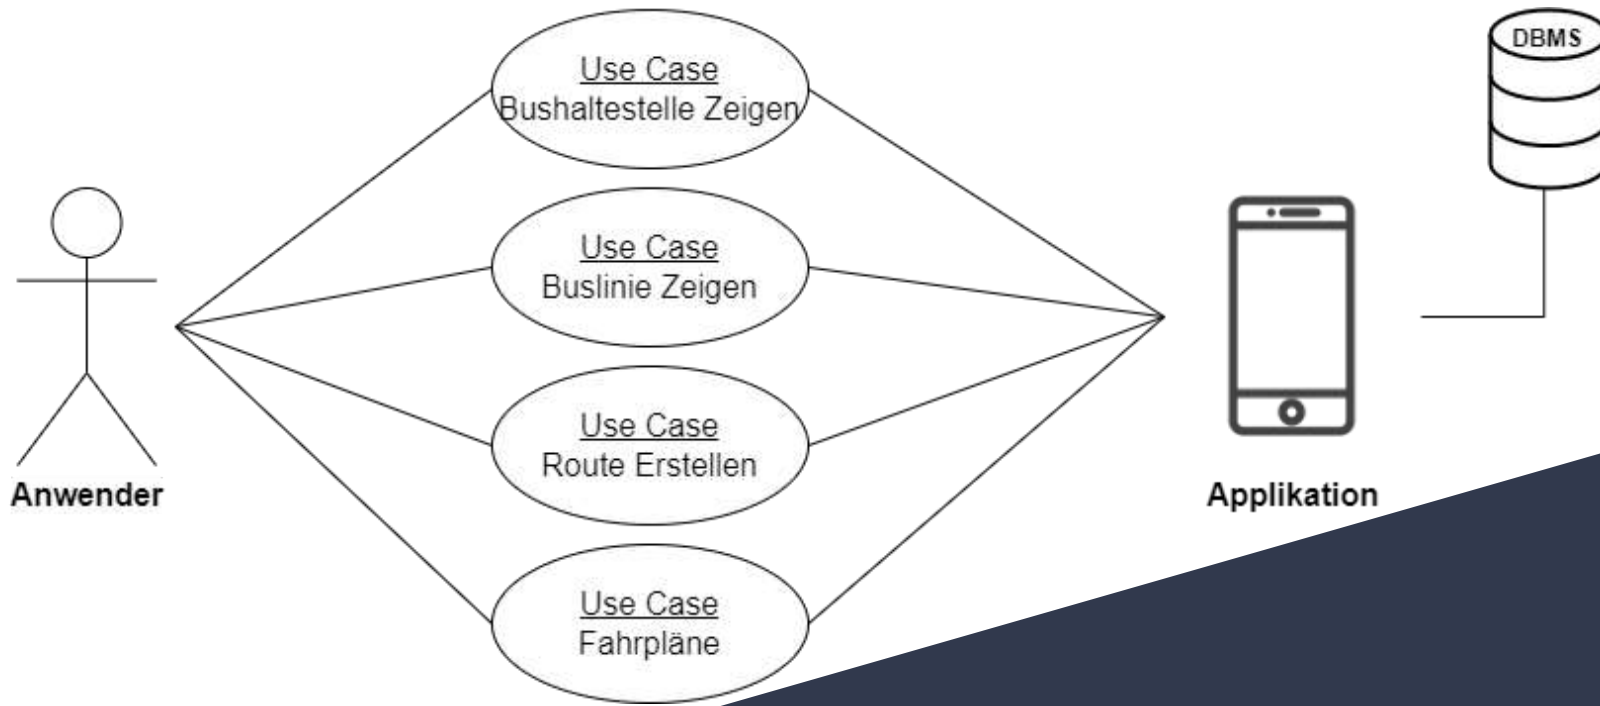 Use Case
Bushaltestelle Zeigen
DBMS
Use Case
Buslinie Zeigen
Use Case
Route Erstellen
Anwender
Applikation
Use Case
Fahrpläne